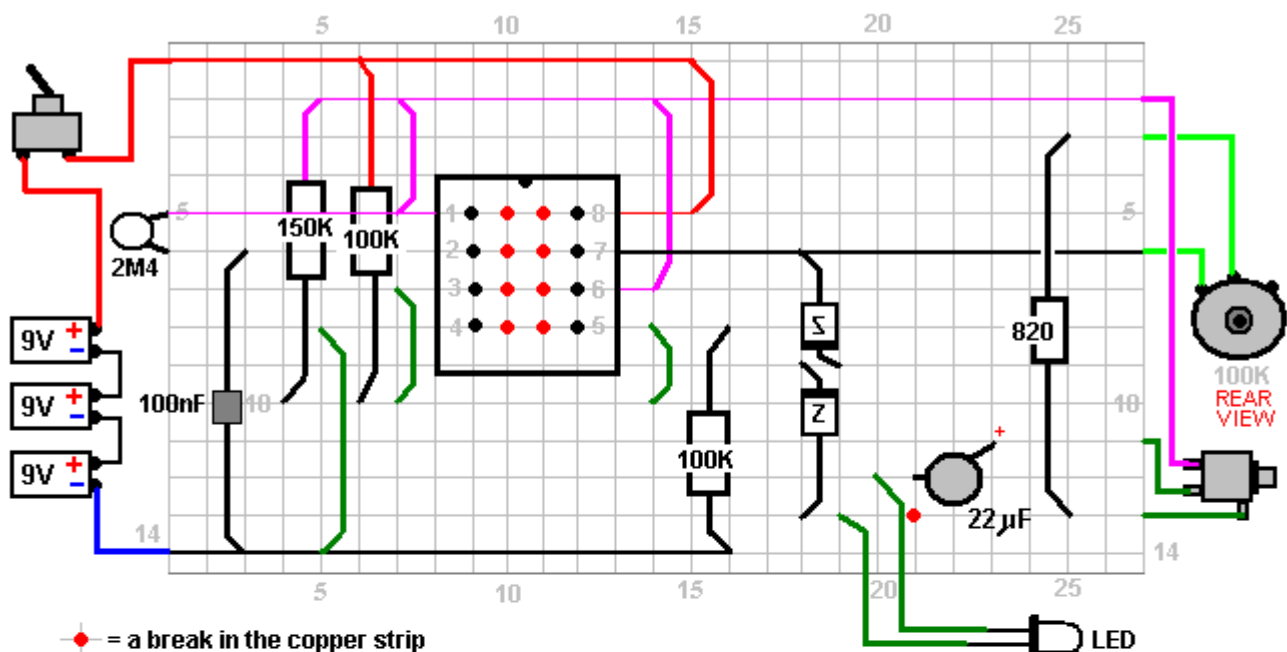 5 10 15 20 25
5 150K 100K 1 8 5
2M4 2 7
3 6
9V + − 4 5 Z 820
100K
REAR
VIEW
9V + − 100nF 10 Z 10
+
9V + − 100K
22 µF
14 14
5 10 15 20 25
= a break in the copper strip LED